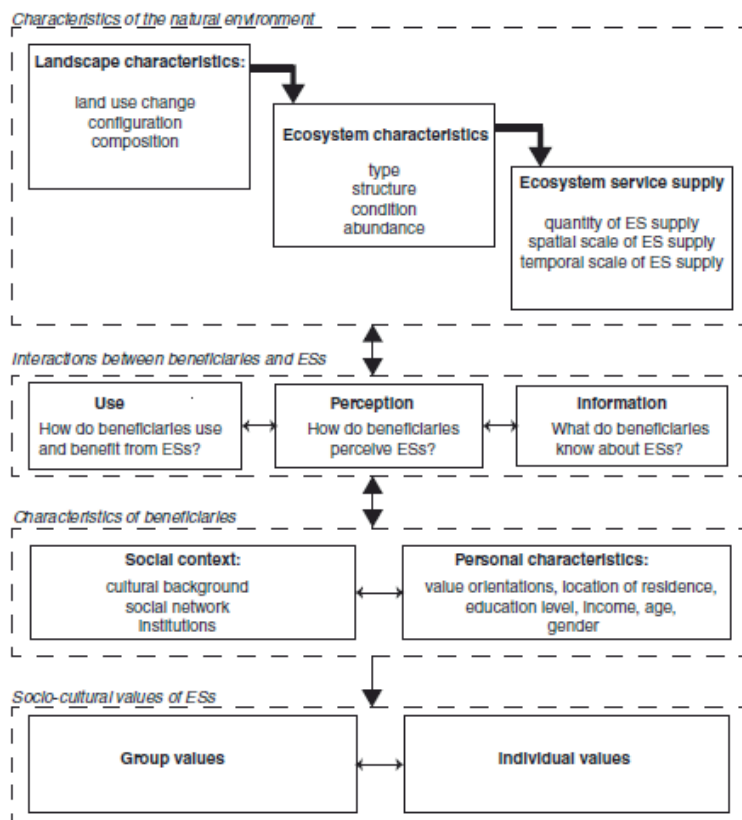 Characteristics of the natural environment
Landscape characteristics:
land use change
configuration
composition
Ecosystem characteristics
type
structure
condition
abundance
Ecosystem service supply
quantity of ES supply
spatial scale of ES supply
temporal scale of ES supply
Interactions between beneficiaries and ESs
Use
How do beneficiaries use
and benefit from ESs?
Perception
How do beneficiaries
perceive ESs?
Information
What do beneficiaries
know about ESs?
Characteristics of beneficiaries
Social context:
cultural background
social network
institutions
Personal characteristics:
value orientations, location of residence,
education level, income, age,
gender
Socio-cultural values of ESs
Group values
Individual values